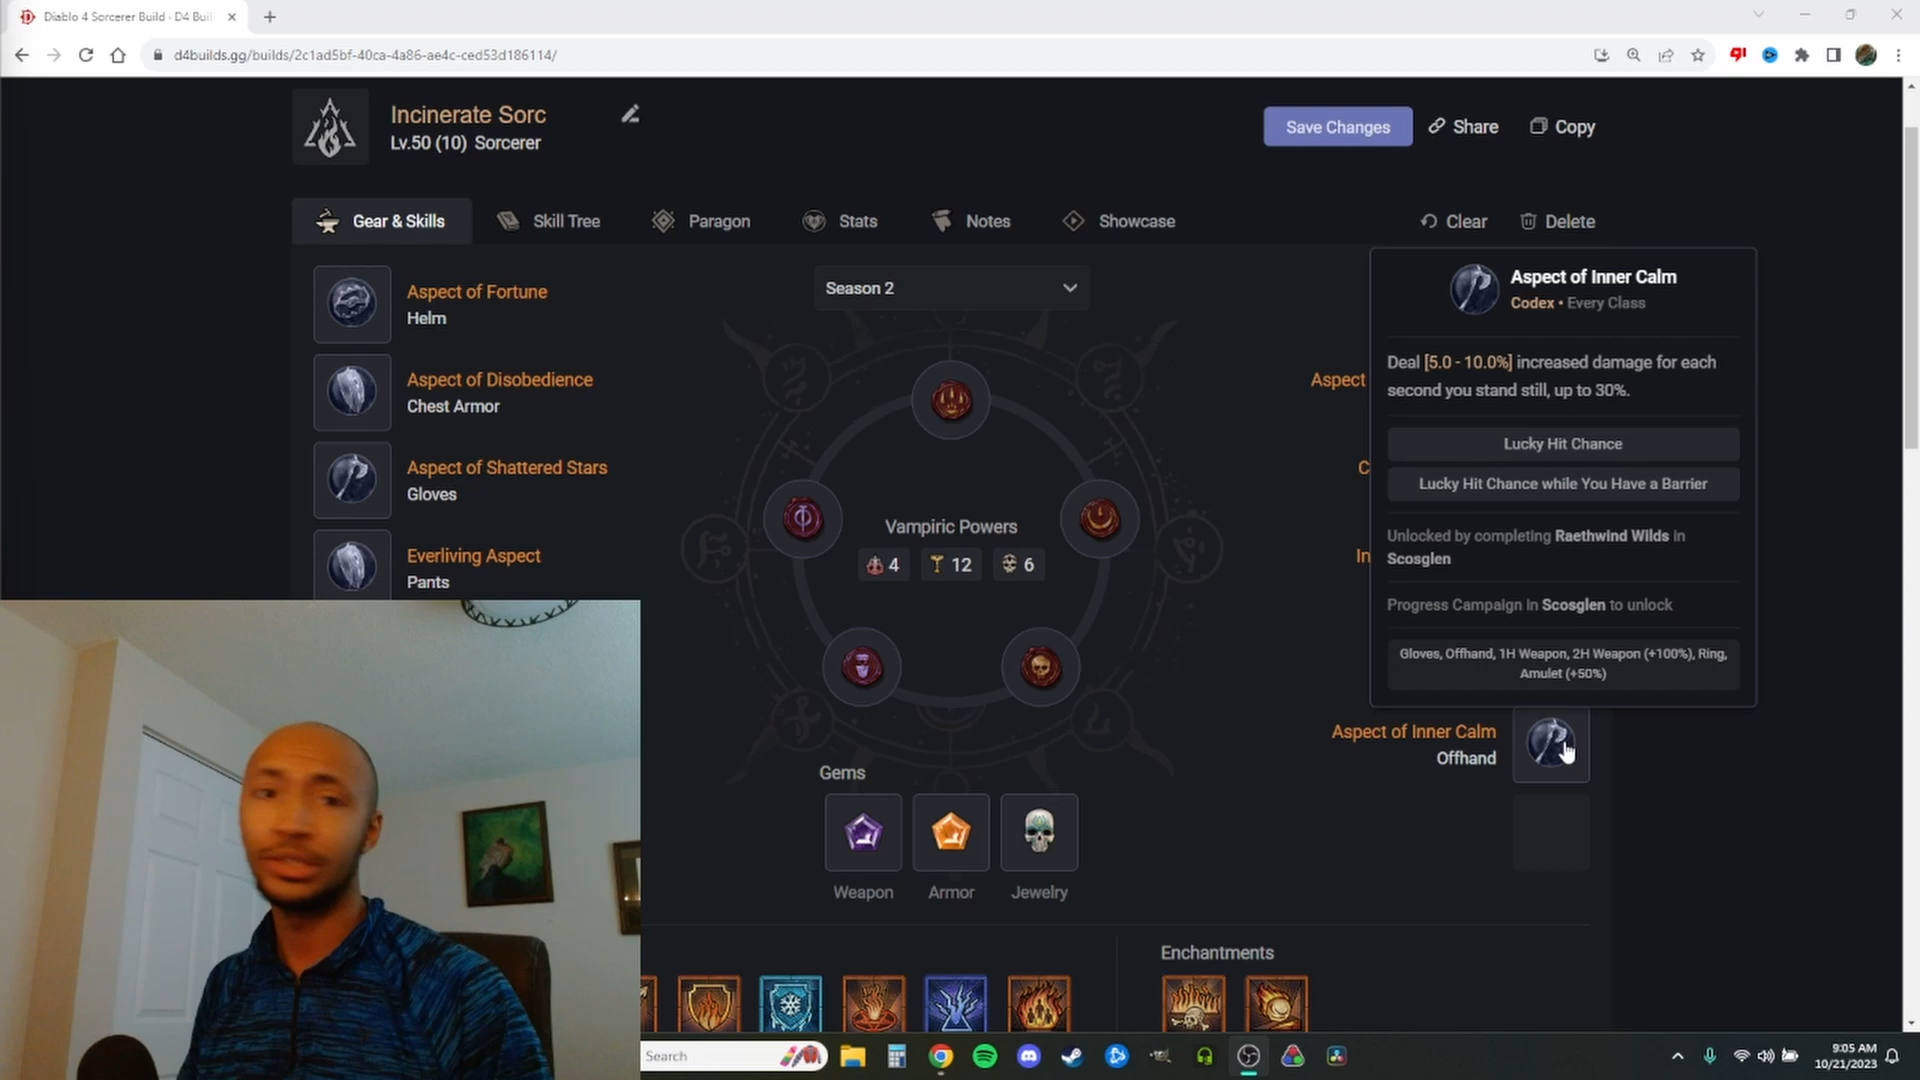 Diablo 4 Sorcerer Build - D4 Buil
d4builds.gg/builds/2c1ad5bf-40ca-4a86-ae4c-ced53d186114/
Incinerate Sorc
Lv.50 (10) Sorcerer
Save Changes
Share
Copy
Gear & Skills
Skill Tree
Paragon
Stats
Notes
Showcase
Clear
Delete
Aspect of Fortune
Helm
Aspect of Disobedience
Chest Armor
Aspect of Shattered Stars
Gloves
Everliving Aspect
Pants
Season 2
Vampiric Powers
4
12
6
Gems
Weapon
Armor
Jewelry
Aspect
C
In
Aspect of Inner Calm
Codex • Every Class
Deal [5.0 - 10.0%] increased damage for each
second you stand still, up to 30%.
Lucky Hit Chance
Lucky Hit Chance while You Have a Barrier
Unlocked by completing Raethwind Wilds in
Scosglen
Progress Campaign in Scosglen to unlock
Gloves, Offhand, 1H Weapon, 2H Weapon (+100%), Ring,
Amulet (+50%)
Aspect of Inner Calm
Offhand
Enchantments
Search
9:05 AM
10/21/2023